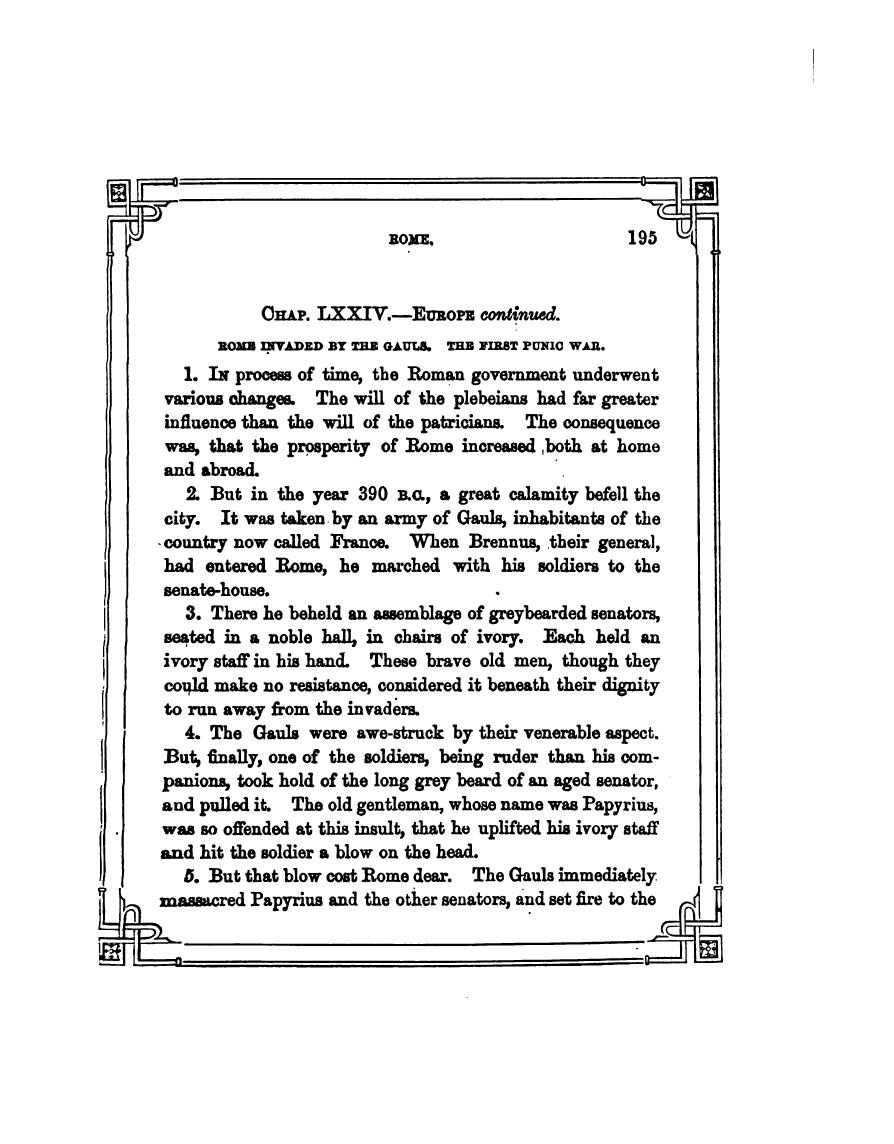 ROME. 195
CHAP. LXXIV.—EUROPE continued.
ROME INVADED BY THE GAULS. THE FIRST PUNIC WAR.
1. IN process of time, the Roman government underwent
various changes. The will of the plebeians had far greater
influence than the will of the patricians. The consequence
was, that the prosperity of Rome increased both at home
and abroad.
2. But in the year 390 B.C., a great calamity befell the
city. It was taken by an army of Gauls, inhabitants of the
country now called France. When Brennus, their general,
had entered Rome, he marched with his soldiers to the
senate-house.
3. There he beheld an assemblage of greybearded senators,
seated in a noble hall, in chairs of ivory. Each held an
ivory staff in his hand. These brave old men, though they
could make no resistance, considered it beneath their dignity
to run away from the invaders.
4. The Gauls were awe-struck by their venerable aspect.
But, finally, one of the soldiers, being ruder than his com-
panions, took hold of the long grey beard of an aged senator,
and pulled it. The old gentleman, whose name was Papyrius,
was so offended at this insult, that he uplifted his ivory staff
and hit the soldier a blow on the head.
5. But that blow cost Rome dear. The Gauls immediately
massacred Papyrius and the other senators, and set fire to the